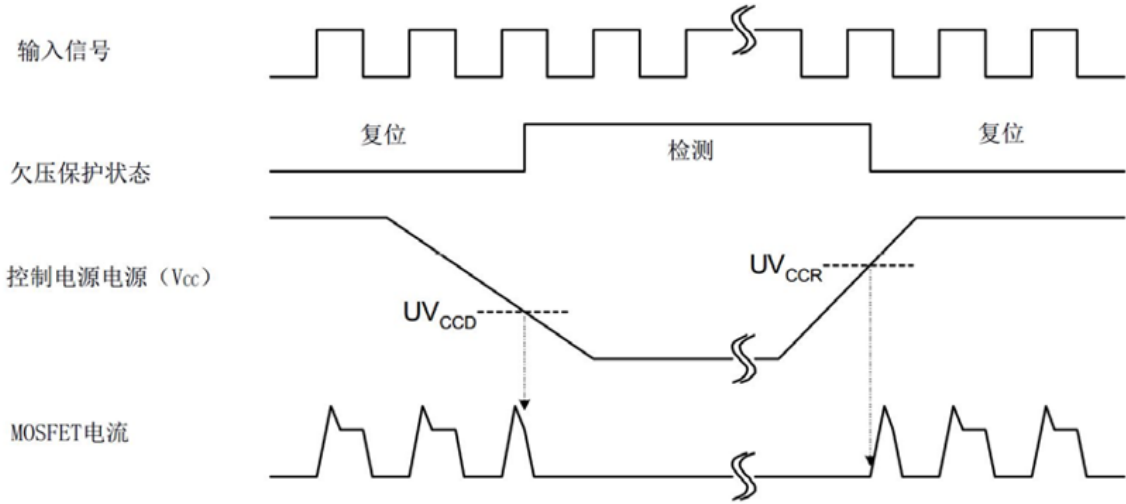 输入信号
复位
检测
复位
欠压保护状态
控制电源电源（VCC）
UVCCR
UVCCD
MOSFET电流